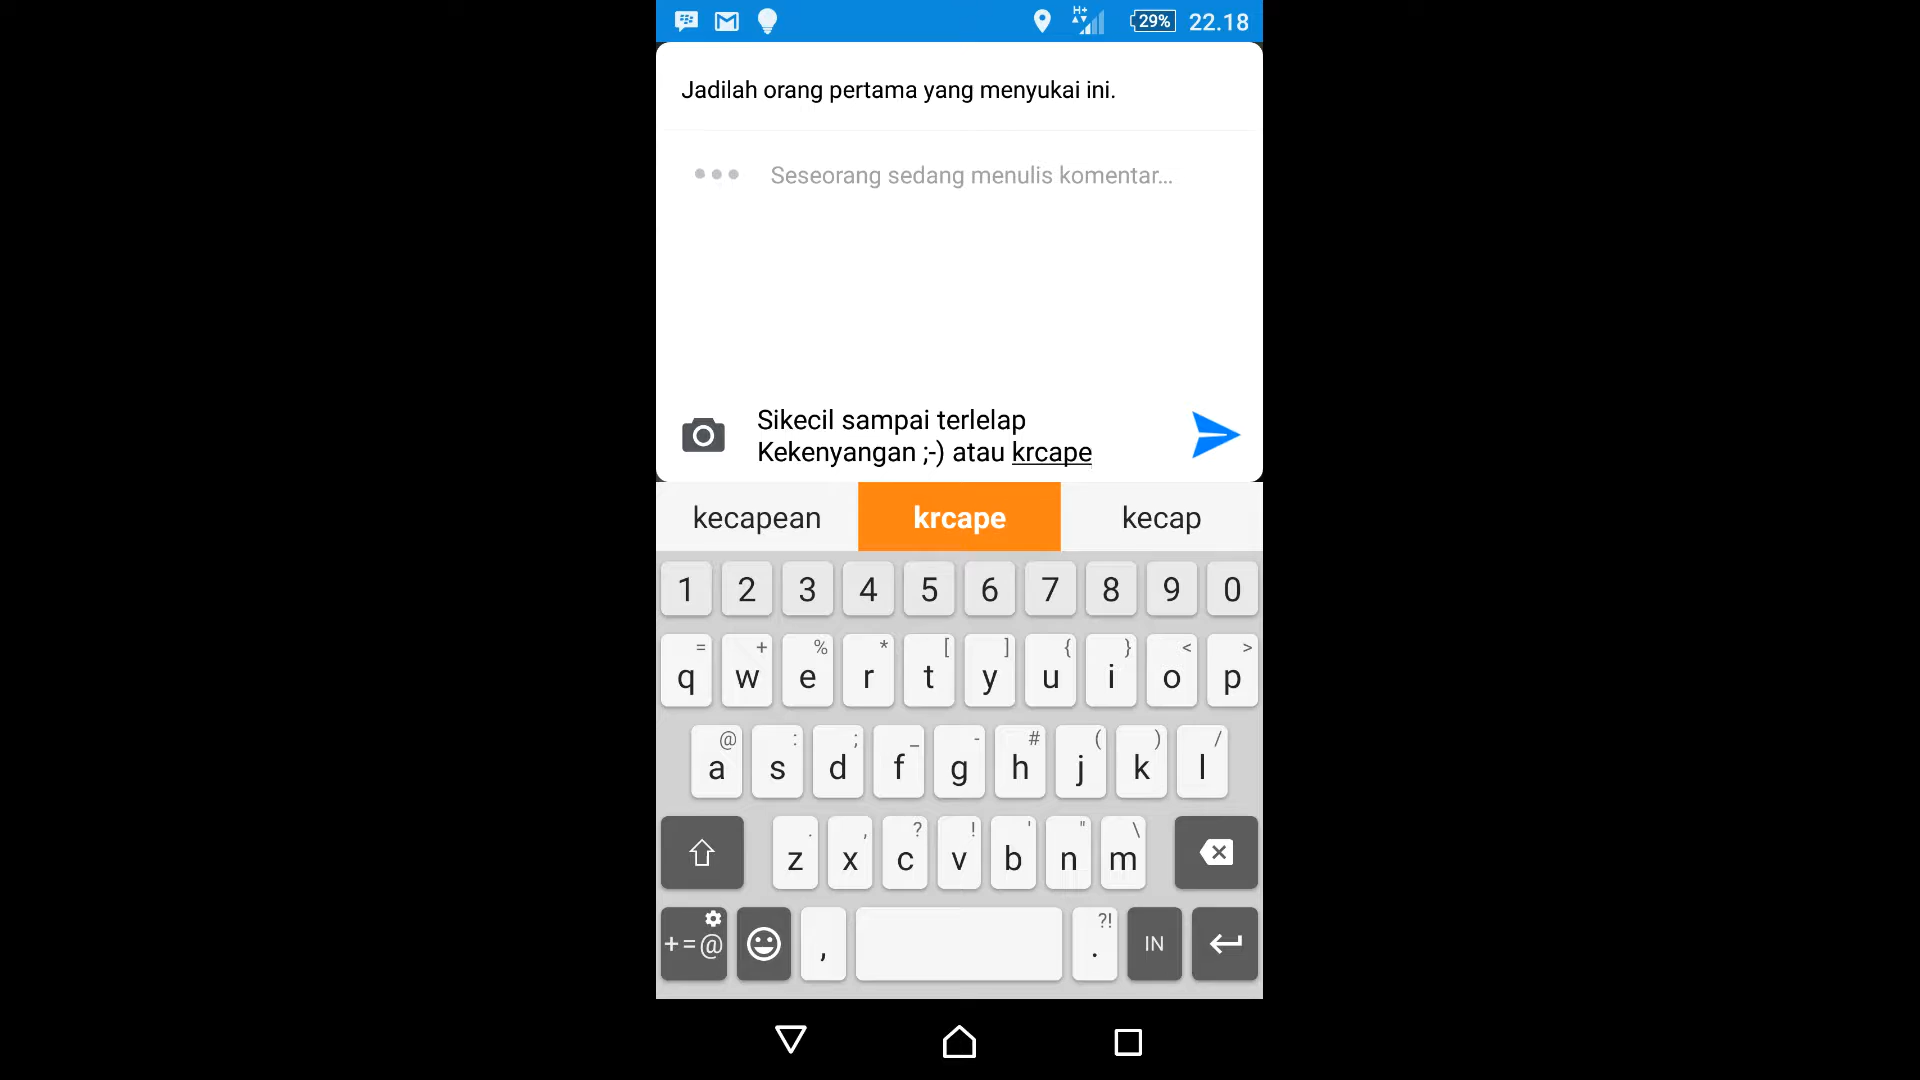 29% 22.18
H+
Jadilah orang pertama yang menyukai ini.
Seseorang sedang menulis komentar...
Sikecil sampai terlelap
Kekenyangan ;-) atau krcape
kecapean krcape kecap
1 2 3 4 5 6 7 8 9 0
= + % * [ ] { } < >
q w e r t y u i o p
@ : ; _ - # ( ) /
a s d f g h j k l
. , ? ! ' " \
z x c v b n m
?!
+=@ , . IN